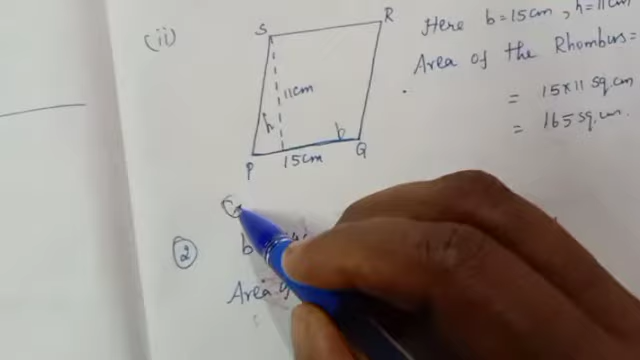 (ii)
S
R
11cm
h
b
P
15cm
Q
Here b=15cm, h=11cm
Area of the Rhombus =
= 15×11 sq.cm
= 165 sq.cm.
②
b
Area